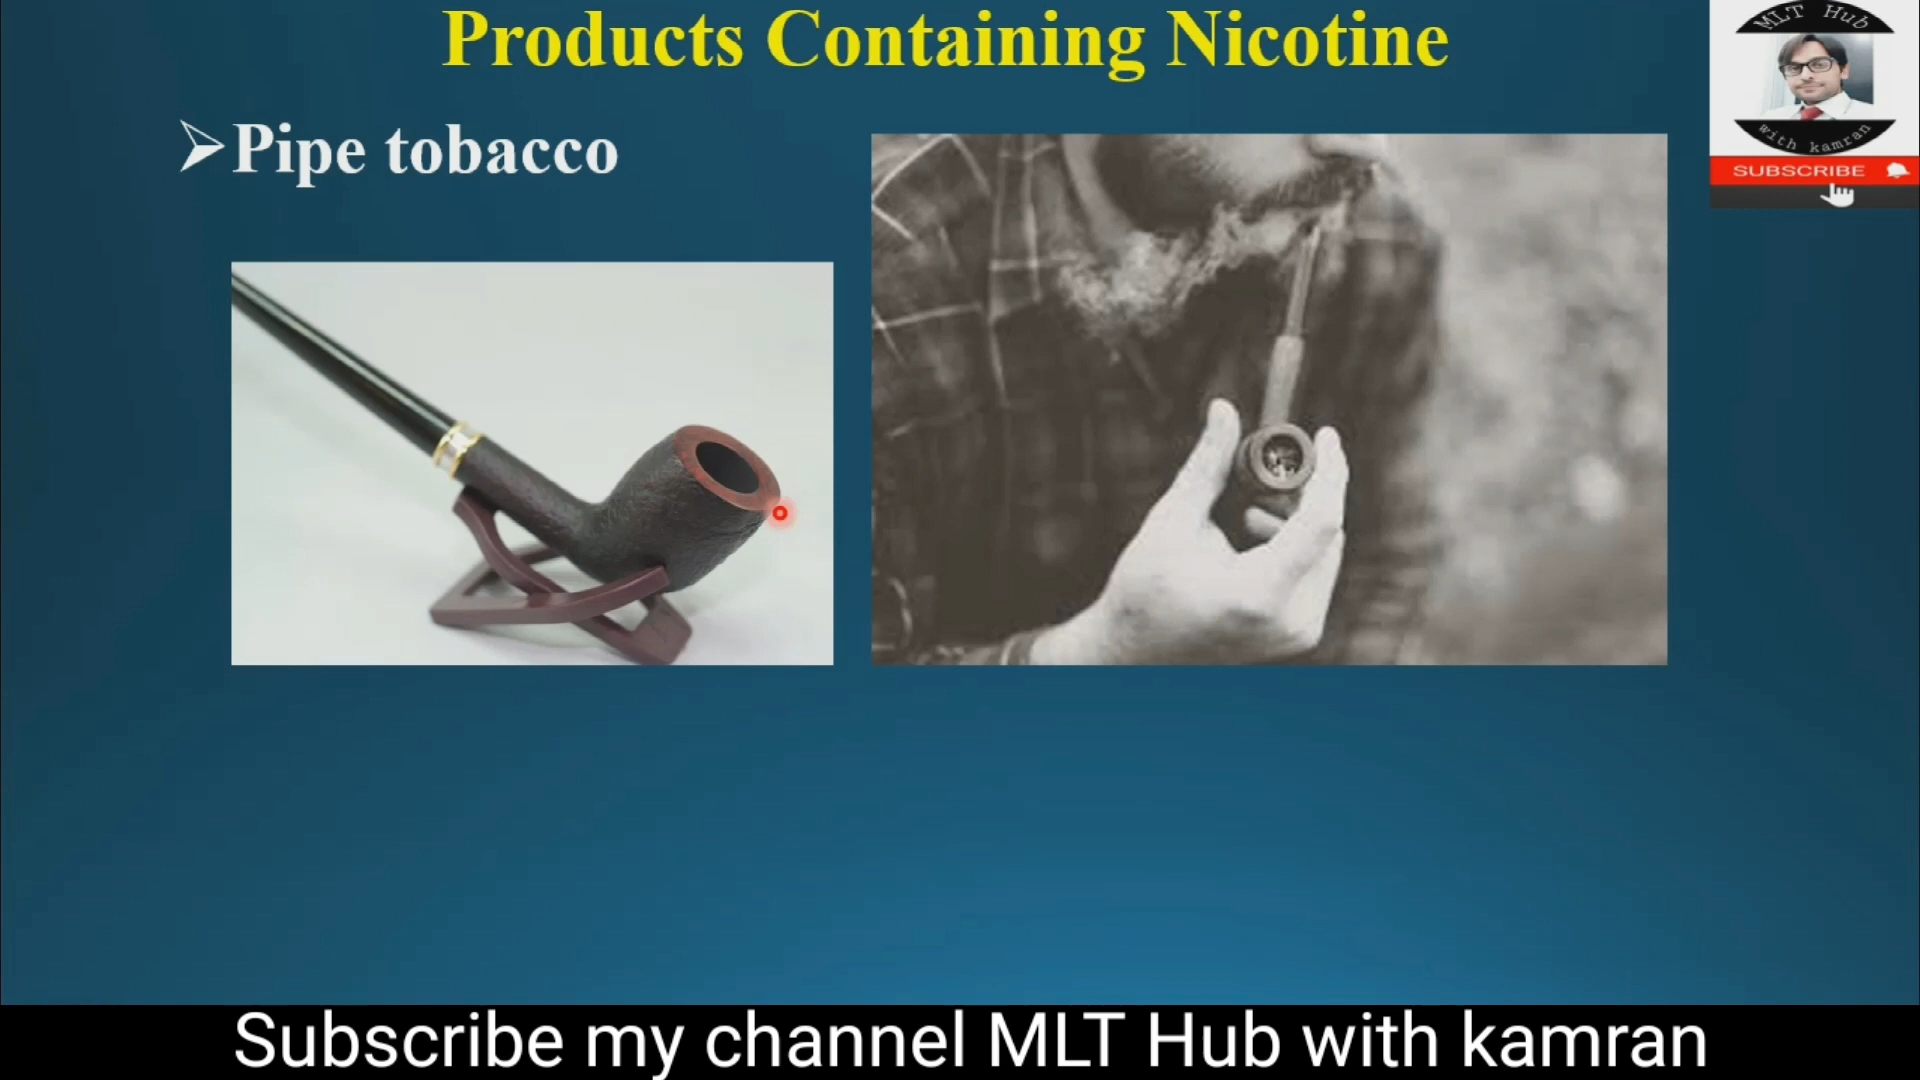 Products Containing Nicotine
MLT Hub
with kamran
SUBSCRIBE
Pipe tobacco
Subscribe my channel MLT Hub with kamran